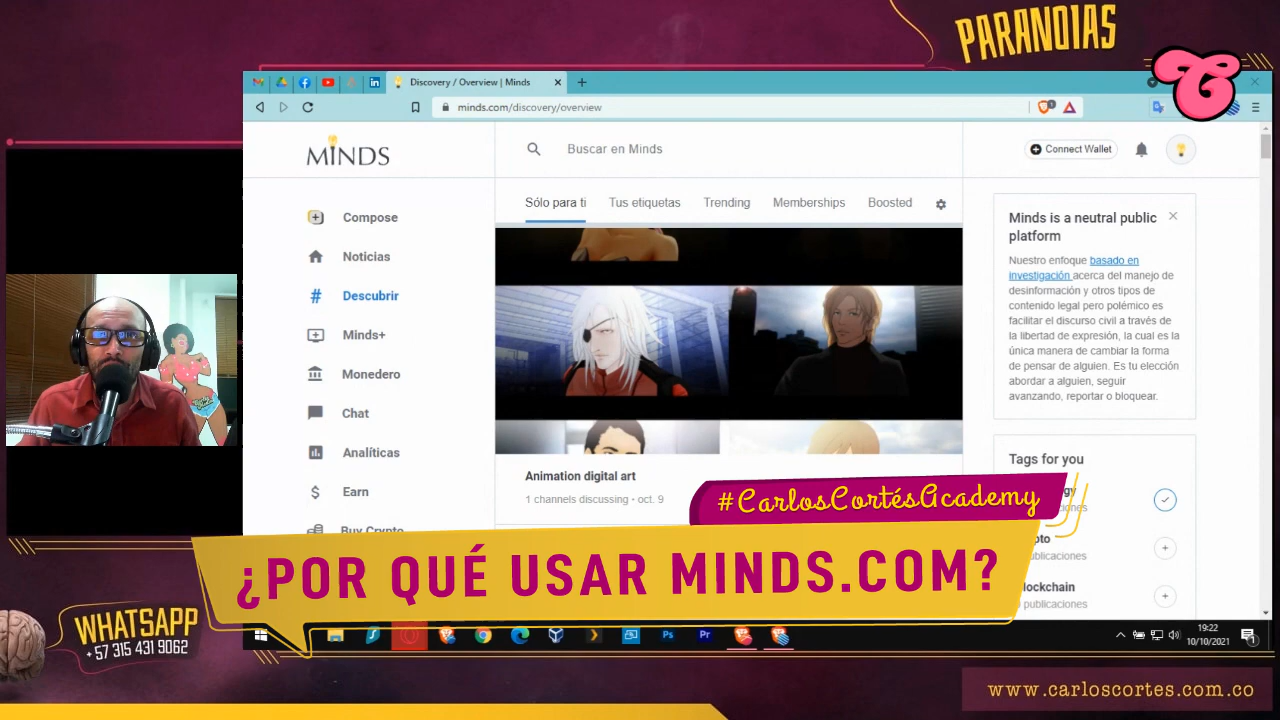 PARANOIAS
Discovery / Overview | Minds
minds.com/discovery/overview
MINDS
Buscar en Minds
Connect Wallet
Sólo para ti
Tus etiquetas
Trending
Memberships
Boosted
Compose
Noticias
Descubrir
Minds+
Monedero
Chat
Analíticas
Earn
Buy Crypto
Minds is a neutral public
platform
Nuestro enfoque basado en
investigación acerca del manejo de
desinformación y otros tipos de
contenido legal pero polémico es
facilitar el discurso civil a través de
la libertad de expresión, la cual es la
única manera de cambiar la forma
de pensar de alguien. Es tu elección
abordar a alguien, seguir
avanzando, reportar o bloquear.
Tags for you
publicaciones
publicaciones
Animation digital art
1 channels discussing • oct. 9
#CarlosCortésAcademy
¿POR QUÉ USAR MINDS.COM?
WHATSAPP
+ 57 315 431 9062
Ps
Pr
19:22
10/10/2021
www.carloscortes.com.co